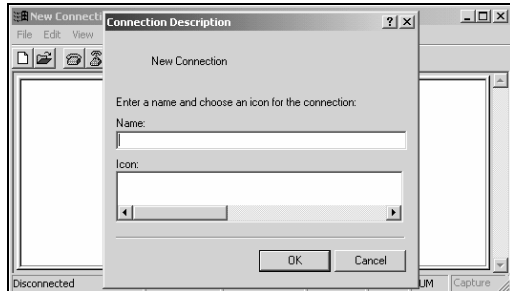 New Connecti
Connection Description
File Edit View
New Connection
Enter a name and choose an icon for the connection:
Name:
Icon:
OK Cancel
Disconnected UM Capture